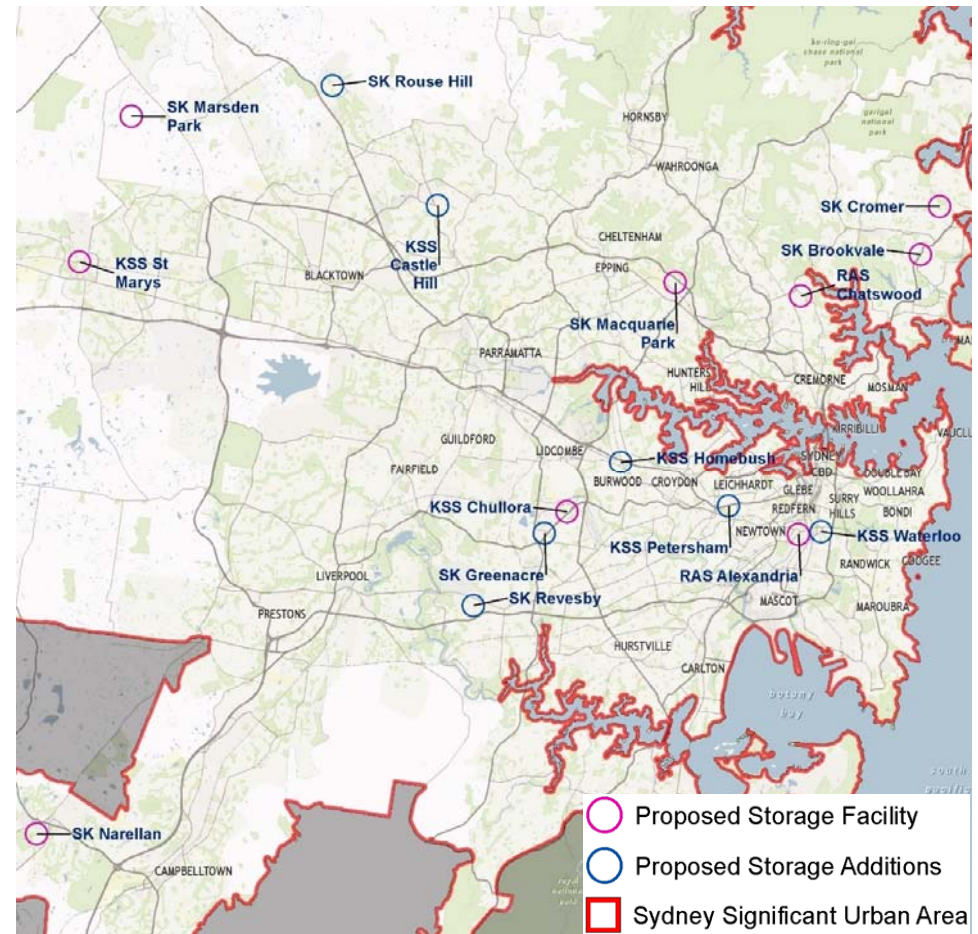 ku-ring-gai
chase national
park
SK Rouse Hill
SK Marsden
Park
HORNSBY
garigal
national
park
WAHROONGA
SK Cromer
CHELTENHAM
KSS
Castle
Hill
SK Brookvale
KSS St
Marys
BLACKTOWN
EPPING
RAS
Chatswood
SK Macquarie
Park
PARRAMATTA
HUNTERS
HILL
CREMORNE
MOSMAN
KIRRIBILLI
GUILDFORD
LIDCOMBE
SYDNEY
CBD
KSS Homebush
FAIRFIELD
BURWOOD
CROYDON
LEICHHARDT
GLEBE
DOUBLE BAY
WOOLLAHRA
SURRY
HILLS
REDFERN
BONDI
KSS Chullora
NEWTOWN
KSS Waterloo
KSS Petersham
RANDWICK
COOGEE
LIVERPOOL
SK Greenacre
RAS Alexandria
SK Revesby
MASCOT
MAROUBRA
PRESTONS
HURSTVILLE
CARLTON
botany
bay
south
SK Narellan
CAMPBELLTOWN
Proposed Storage Facility
Proposed Storage Additions
Sydney Significant Urban Area